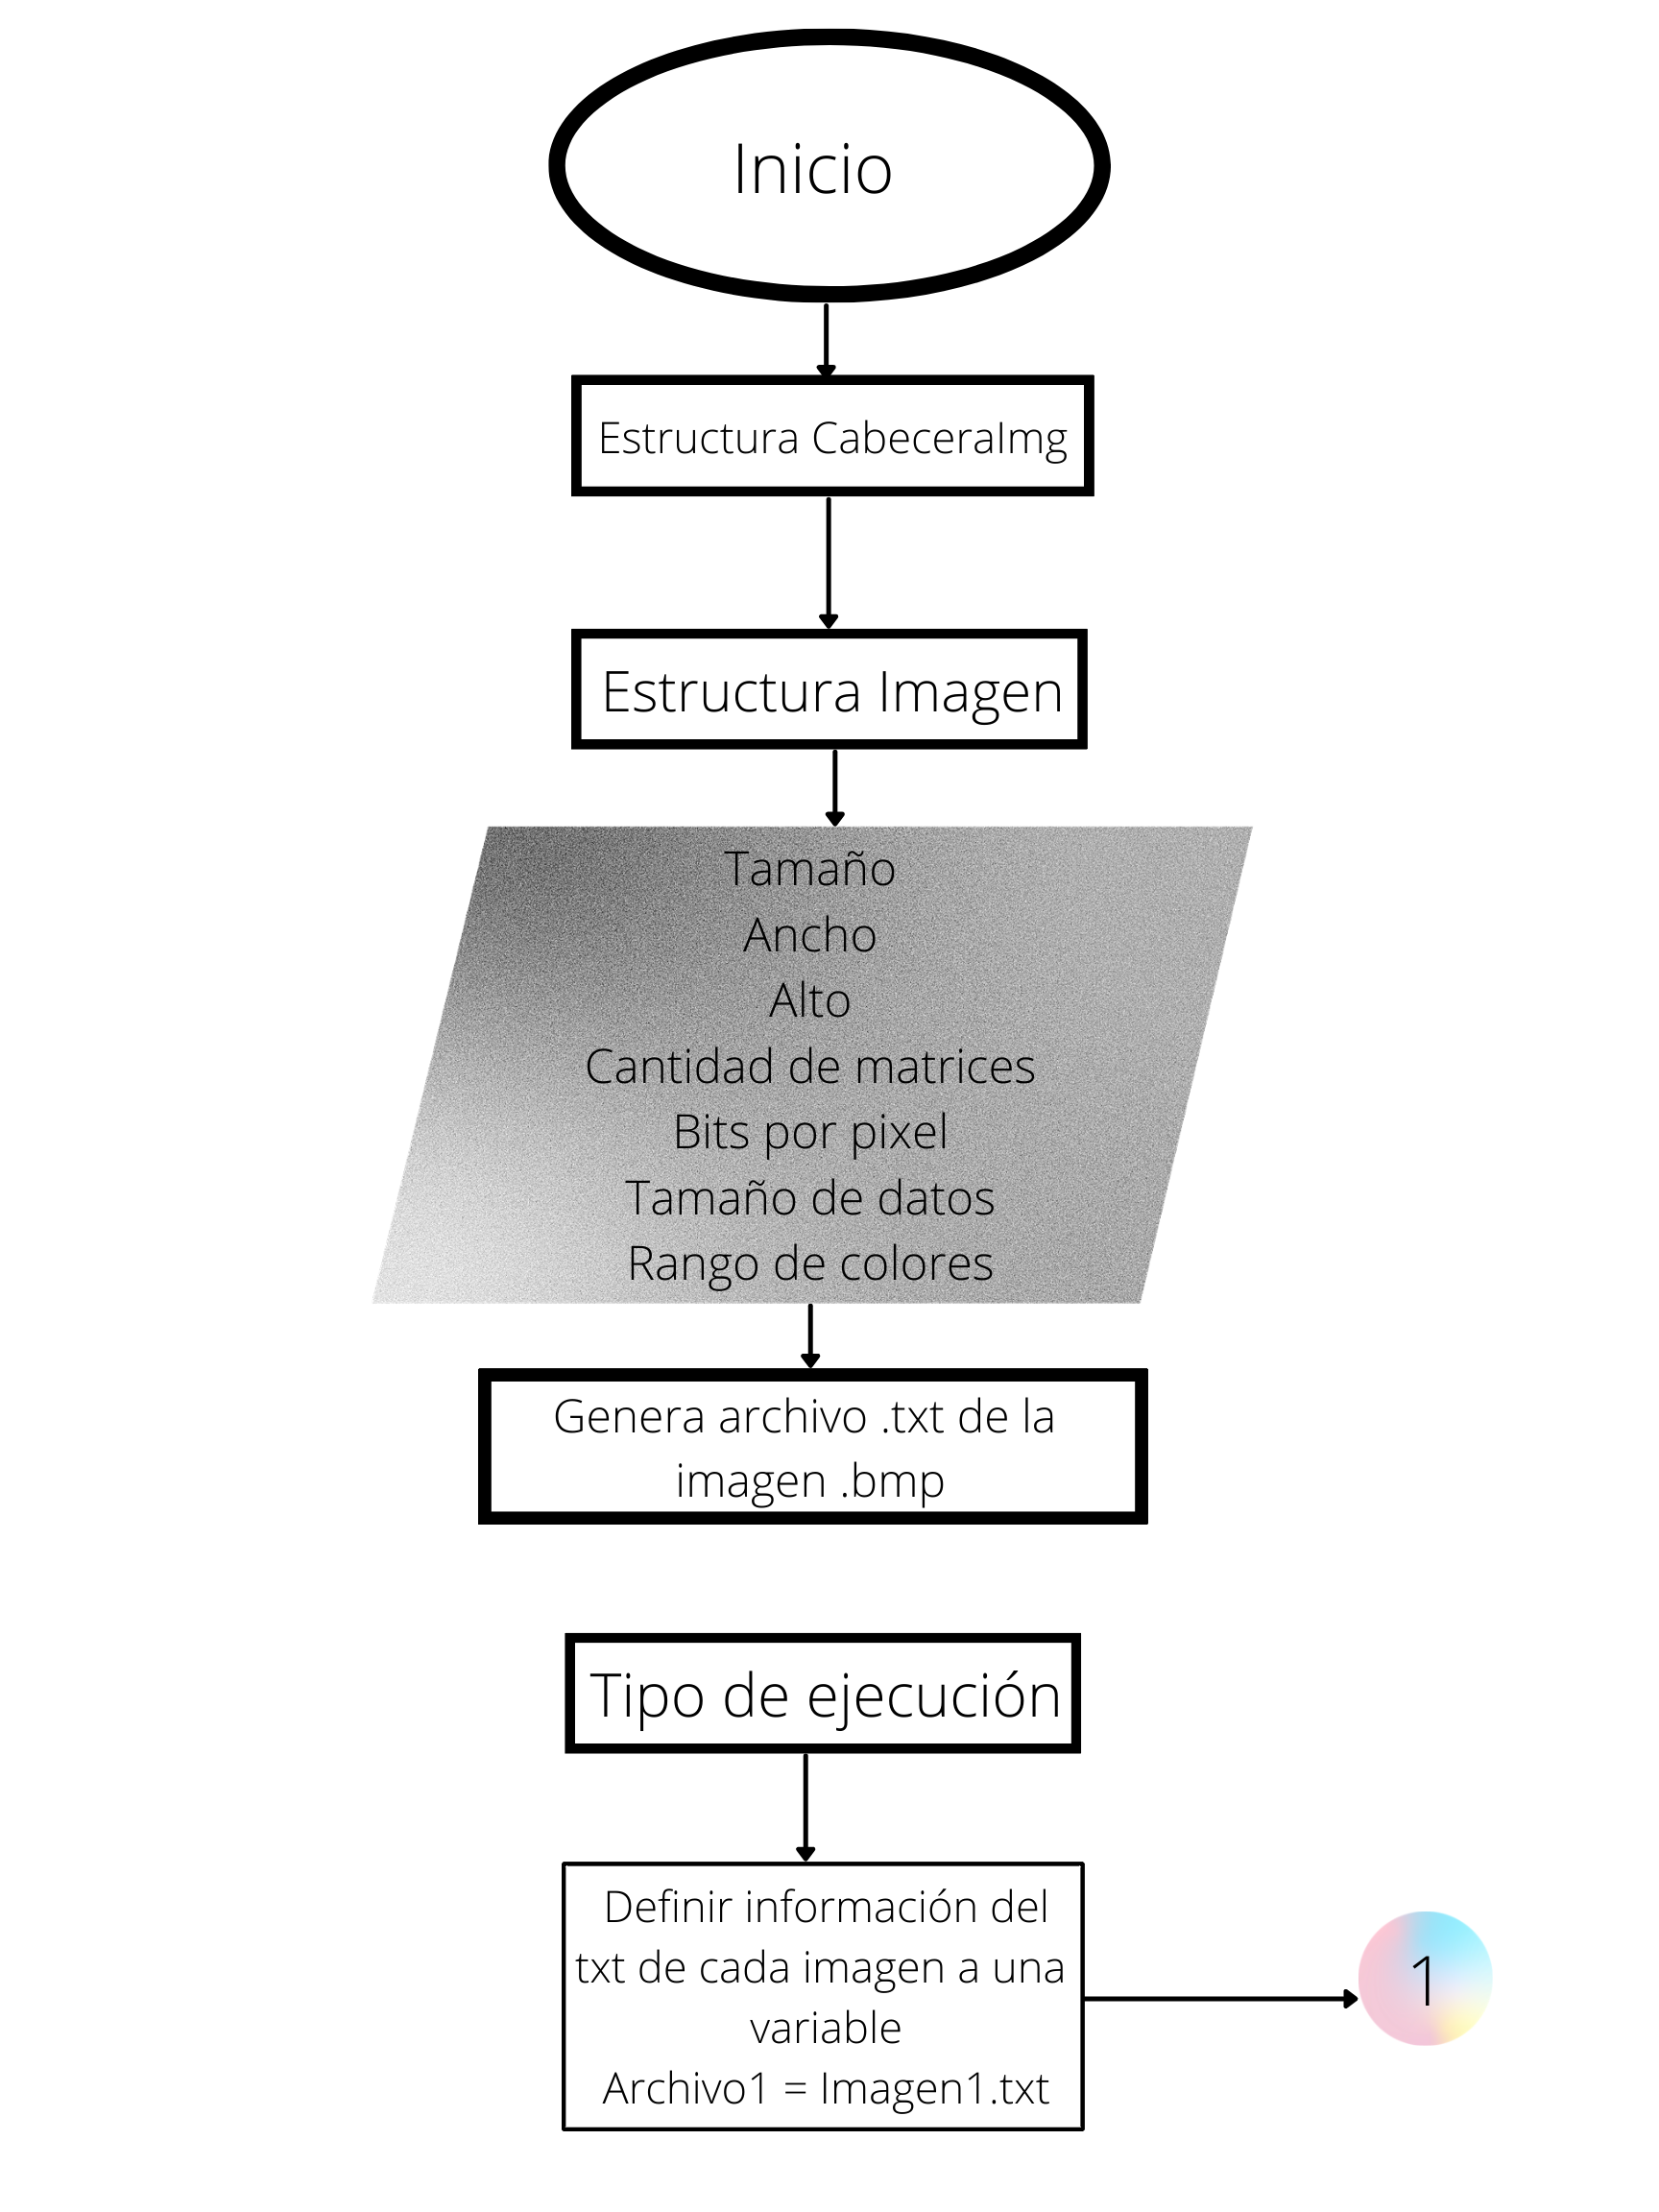 Inicio
Estructura CabeceraImg
Estructura Imagen
Tamaño
Ancho
Alto
Cantidad de matrices
Bits por pixel
Tamaño de datos
Rango de colores
Genera archivo .txt de la
imagen .bmp
Tipo de ejecución
Definir información del
txt de cada imagen a una
variable
Archivo1 = Imagen1.txt
1